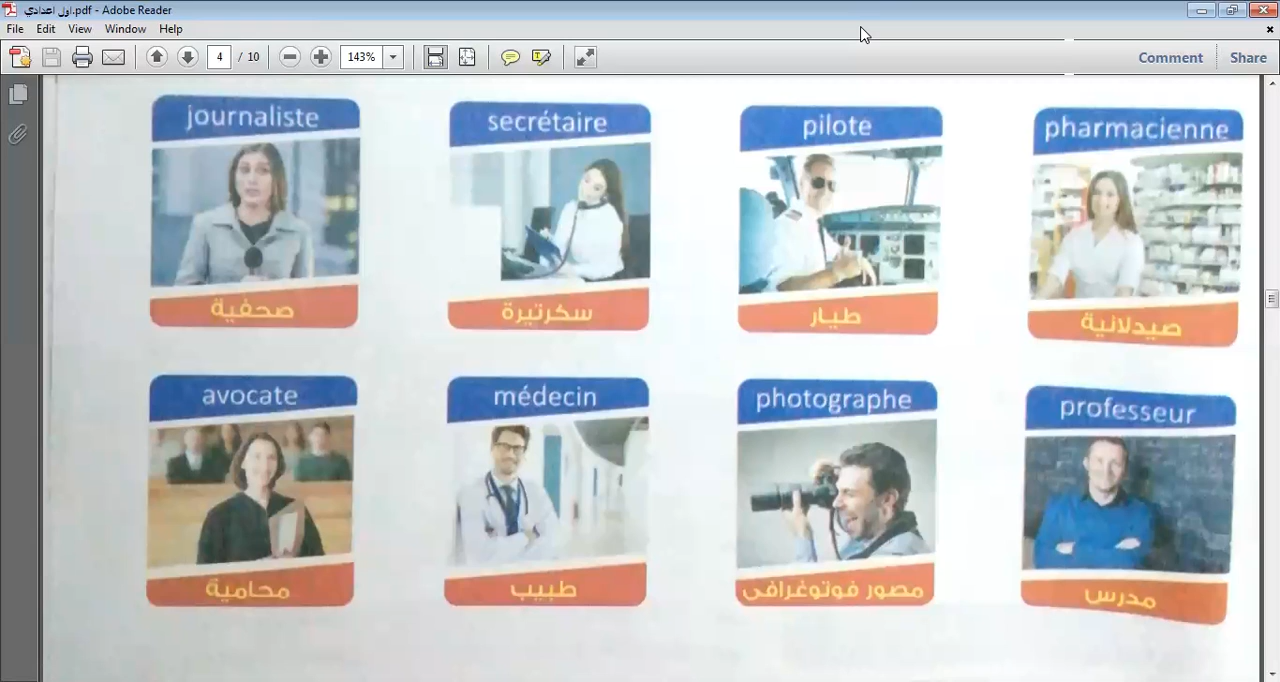 اول اعدادي.pdf - Adobe Reader
File Edit View Window Help
4 / 10 143% Comment Share
journaliste
secrétaire
pilote
pharmacienne
صحفية
سكرتيرة
طيار
صيدلانية
avocate
médecin
photographe
professeur
محامية
طبيب
مصور فوتوغرافى
مدرس